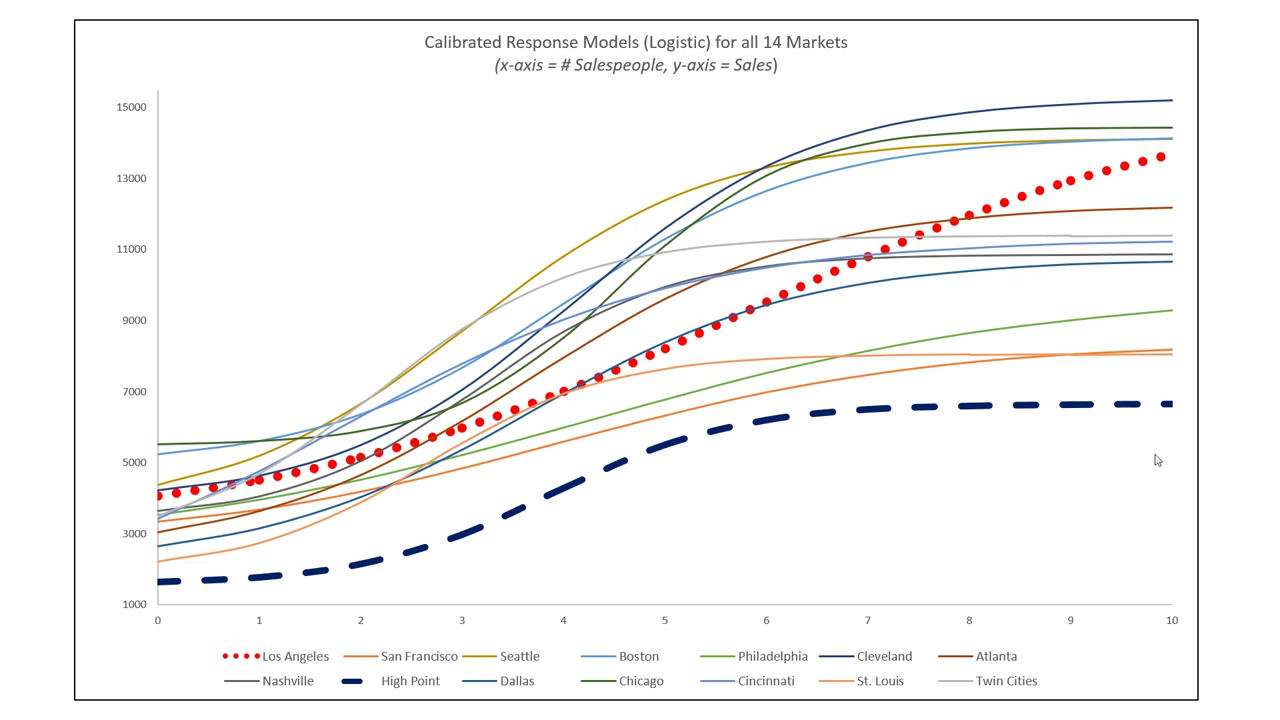 Calibrated Response Models (Logistic) for all 14 Markets
(x-axis = # Salespeople, y-axis = Sales)
15000
13000
11000
9000
7000
5000
3000
1000
0 1 2 3 4 5 6 7 8 9 10
Los Angeles San Francisco Seattle Boston Philadelphia Cleveland Atlanta
Nashville High Point Dallas Chicago Cincinnati St. Louis Twin Cities